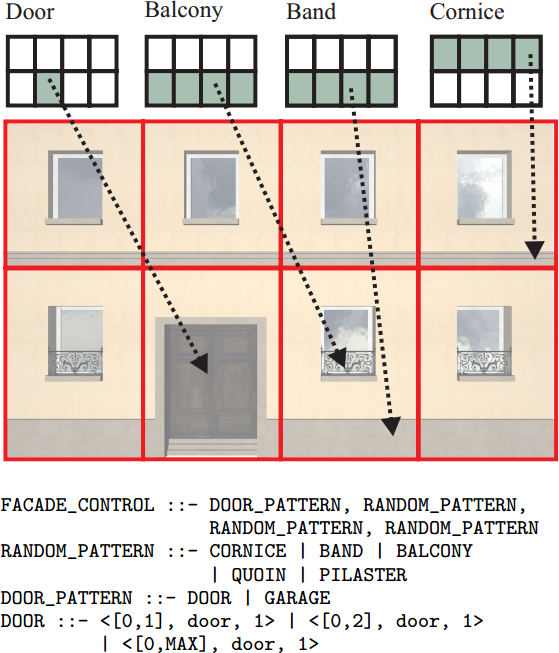 Door Balcony Band Cornice
FACADE_CONTROL ::- DOOR_PATTERN, RANDOM_PATTERN,
RANDOM_PATTERN, RANDOM_PATTERN
RANDOM_PATTERN ::- CORNICE | BAND | BALCONY
| QUOIN | PILASTER
DOOR_PATTERN ::- DOOR | GARAGE
DOOR ::- <[0,1], door, 1> | <[0,2], door, 1>
| <[0,MAX], door, 1>